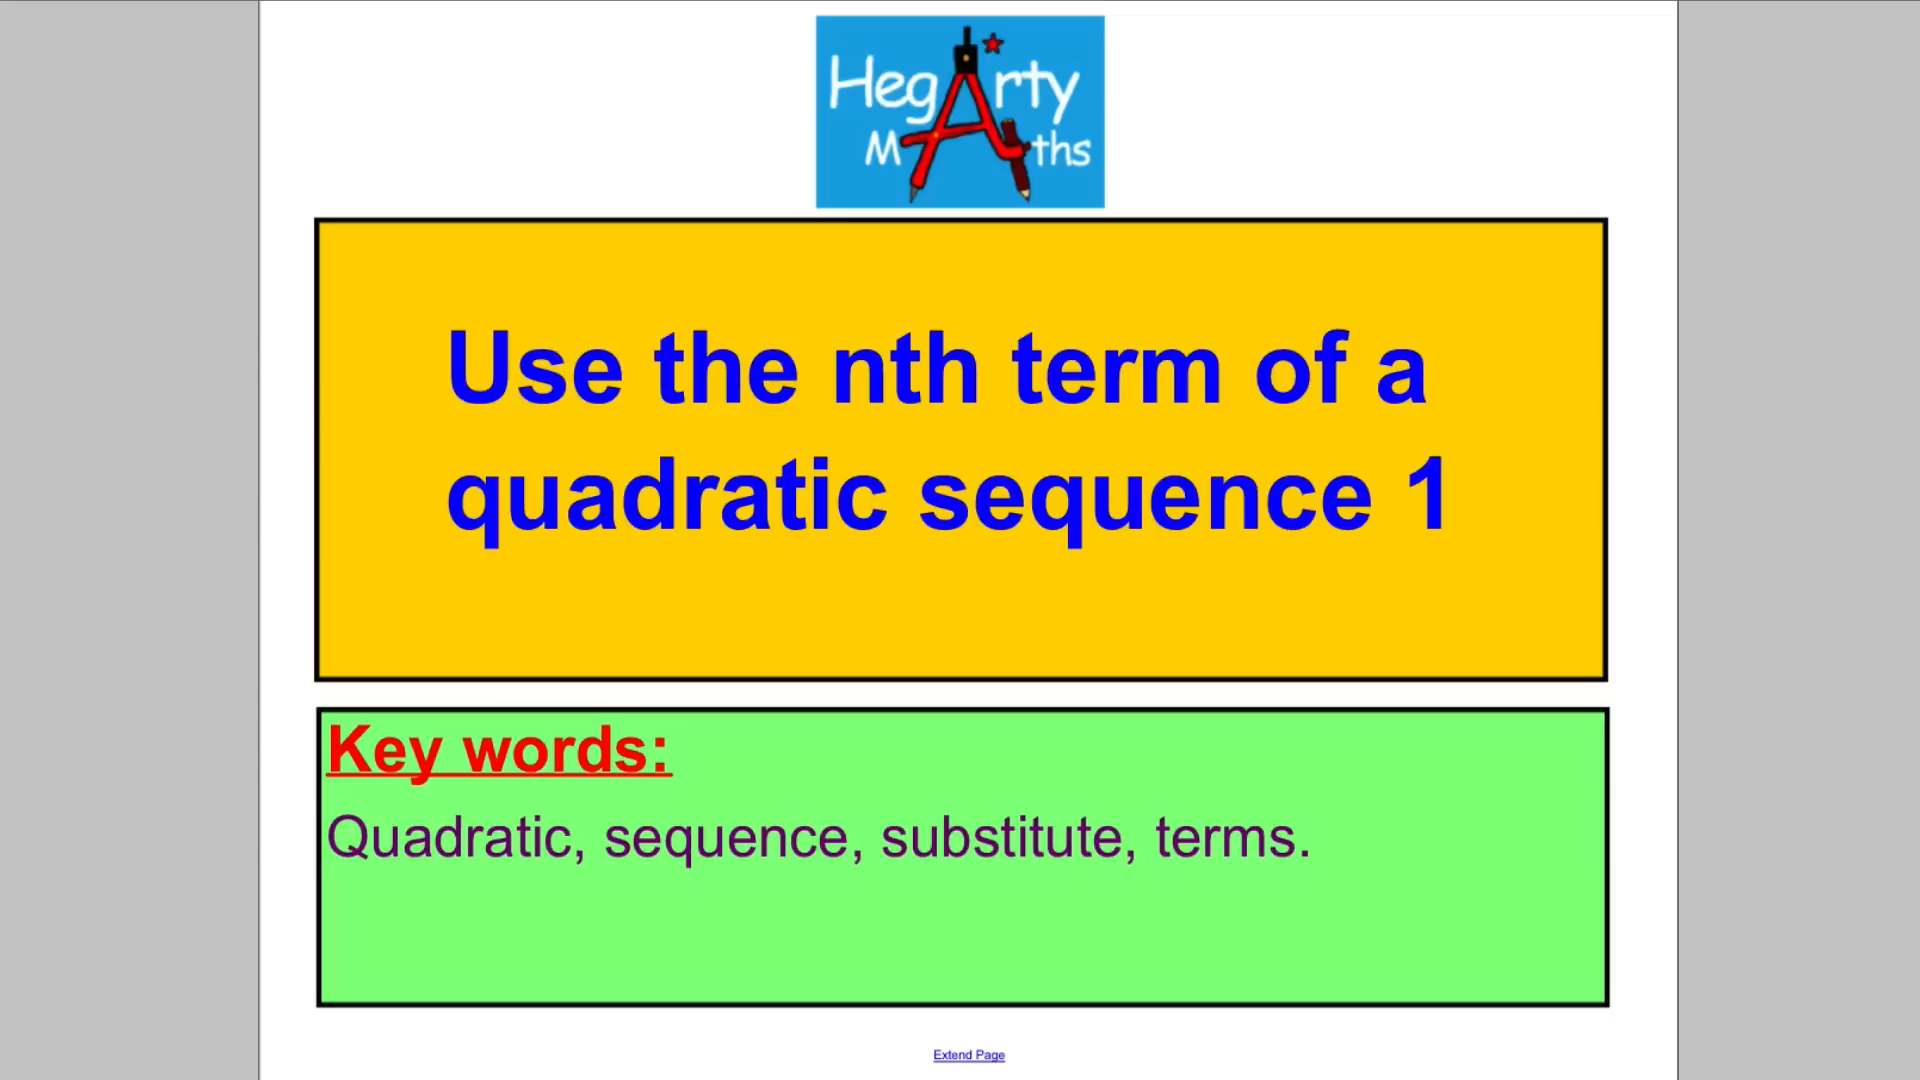 Hegarty
Maths
Use the nth term of a
quadratic sequence 1
Key words:
Quadratic, sequence, substitute, terms.
Extend Page